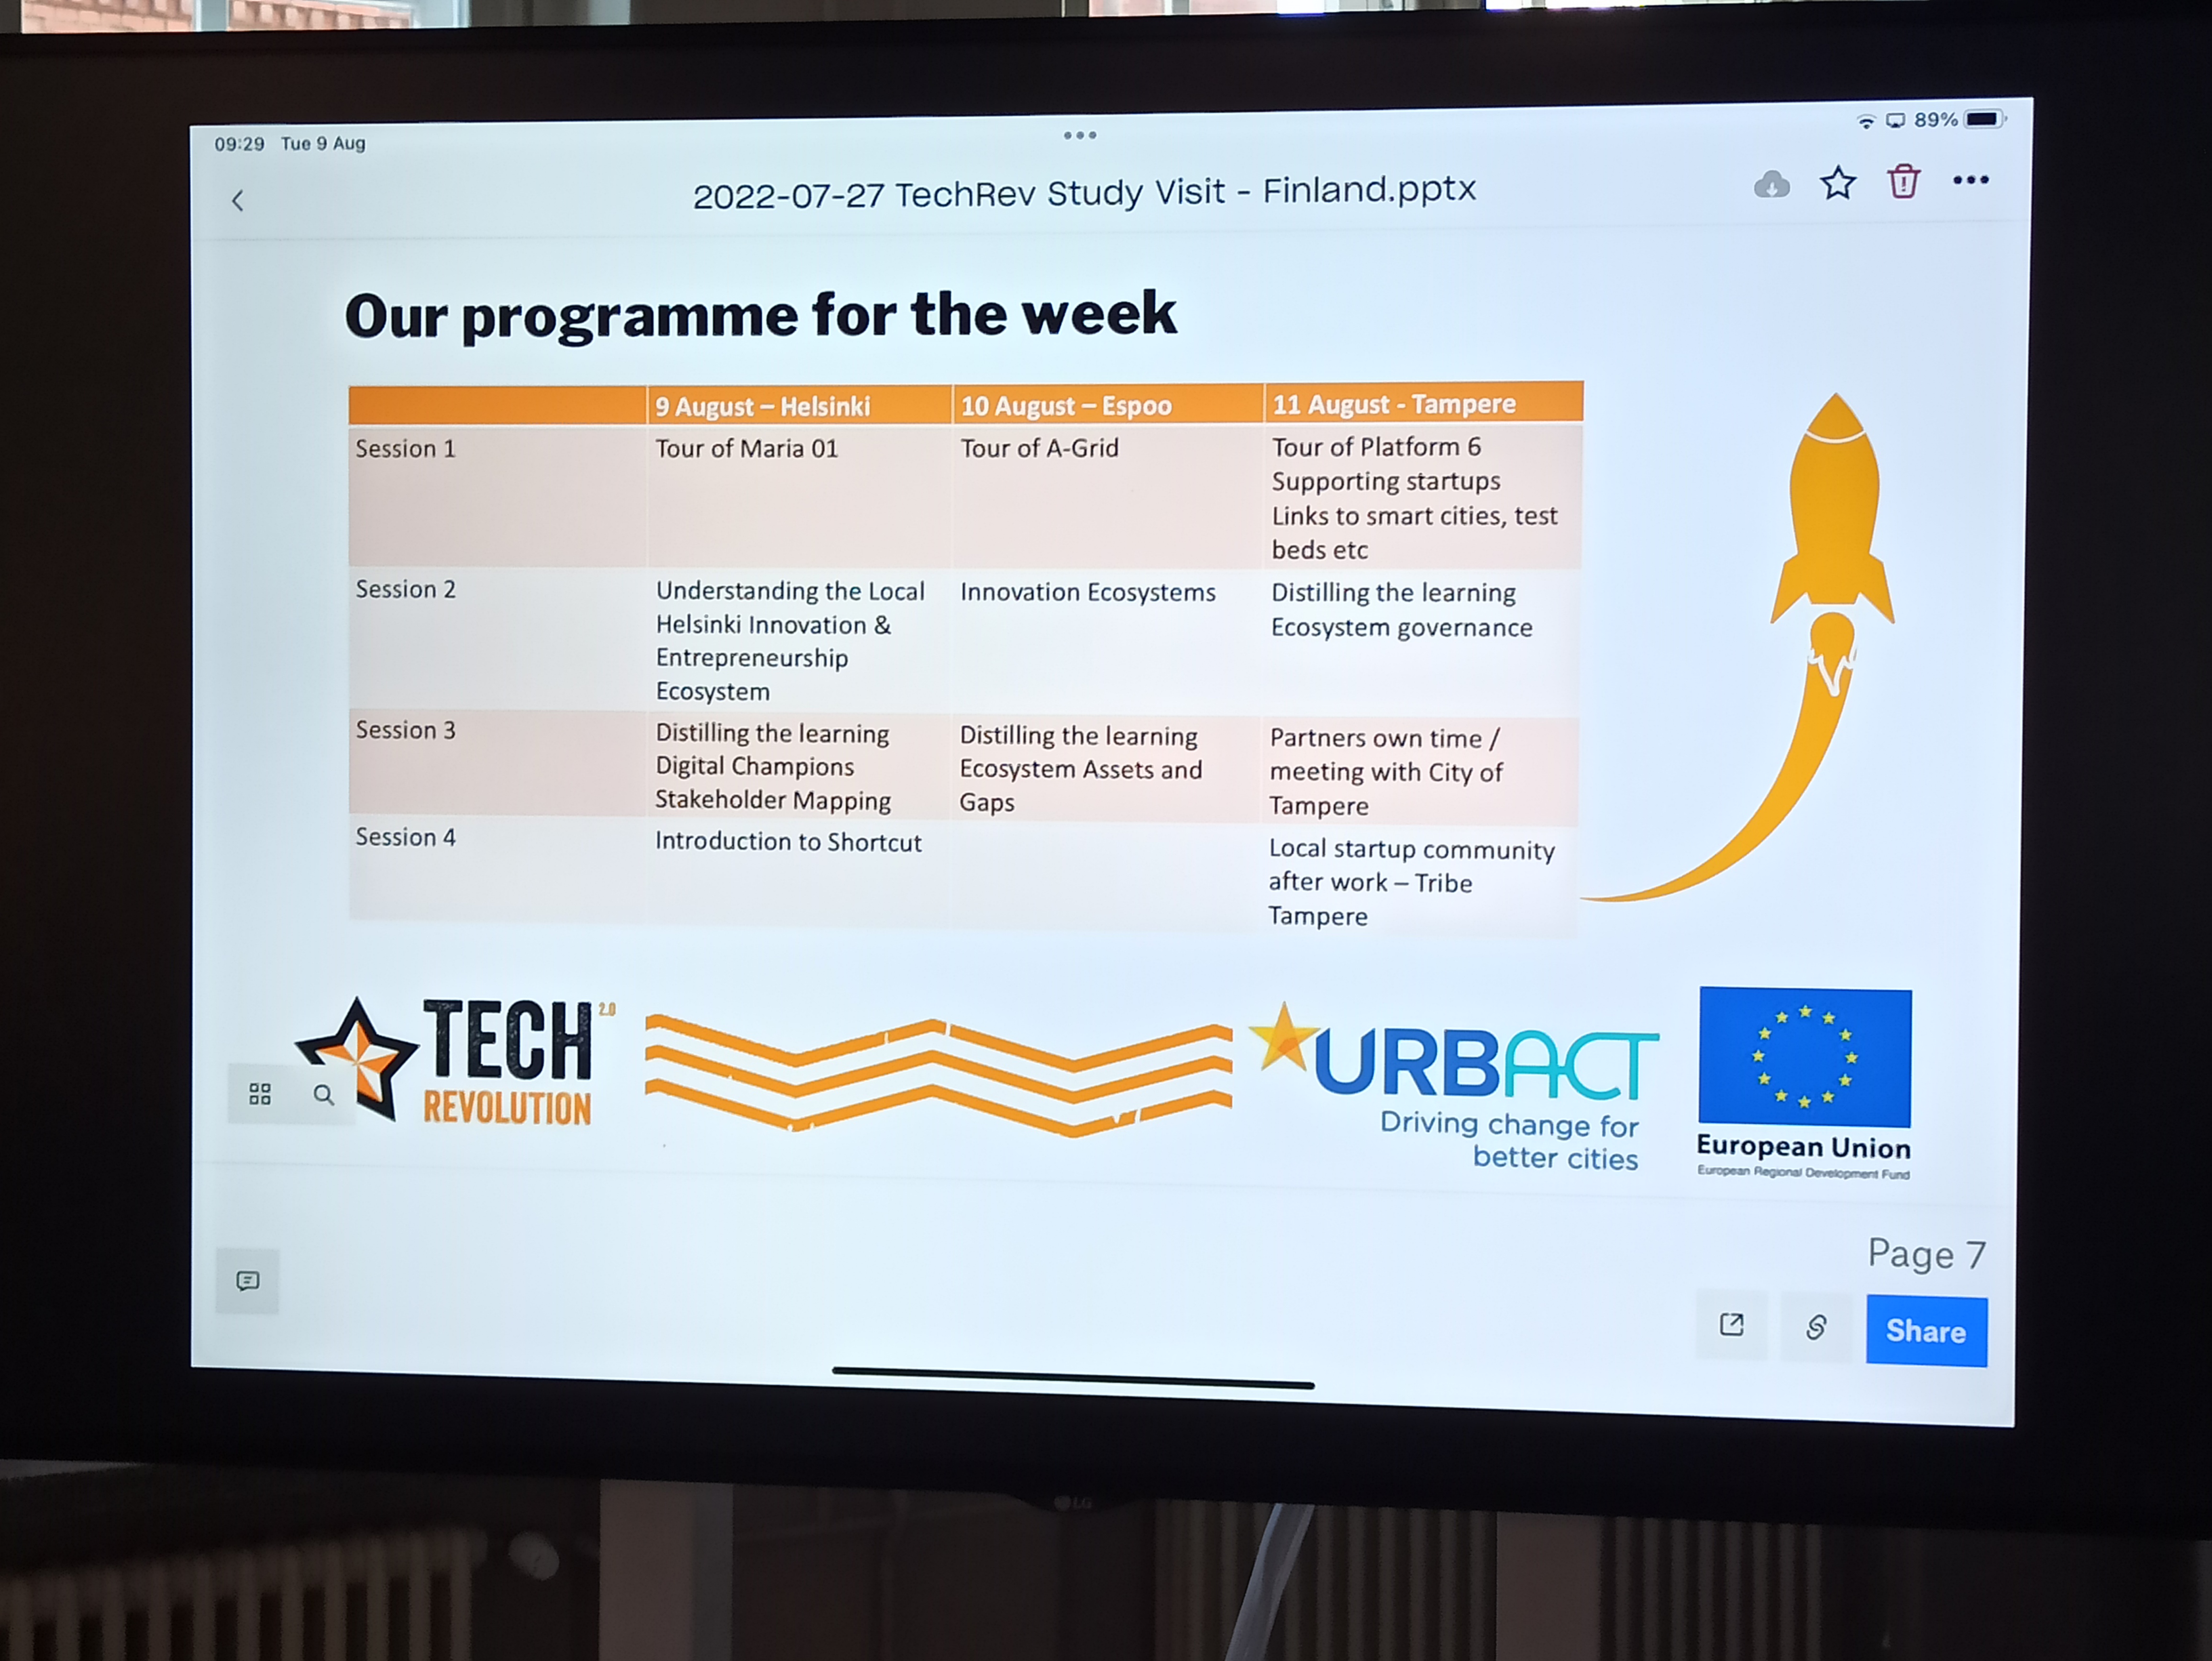 09:29 Tue 9 Aug
89%
2022-07-27 TechRev Study Visit - Finland.pptx
Our programme for the week
9 August – Helsinki
10 August – Espoo
11 August - Tampere
Session 1
Tour of Maria 01
Tour of A-Grid
Tour of Platform 6
Supporting startups
Links to smart cities, test
beds etc
Session 2
Understanding the Local
Helsinki Innovation &
Entrepreneurship
Ecosystem
Innovation Ecosystems
Distilling the learning
Ecosystem governance
Session 3
Distilling the learning
Digital Champions
Stakeholder Mapping
Distilling the learning
Ecosystem Assets and
Gaps
Partners own time /
meeting with City of
Tampere
Session 4
Introduction to Shortcut
Local startup community
after work – Tribe
Tampere
TECH 2.0
REVOLUTION
URBACT
Driving change for
better cities
European Union
European Regional Development Fund
Page 7
Share
LG